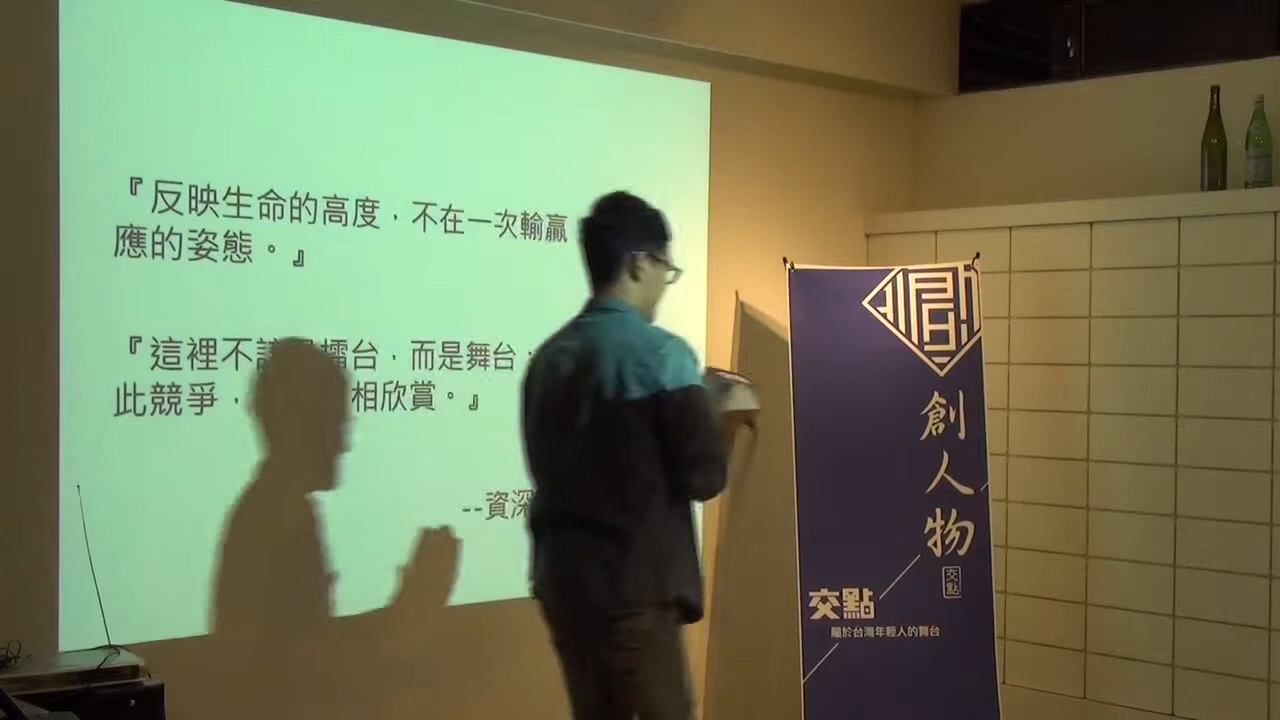 『反映生命的高度,不在一次輸贏
應的姿態。』
『這裡不 擂台,而是舞台
此競爭, 相欣賞。』
--資深
創人物
交點
交點
屬於台灣年輕人的舞台